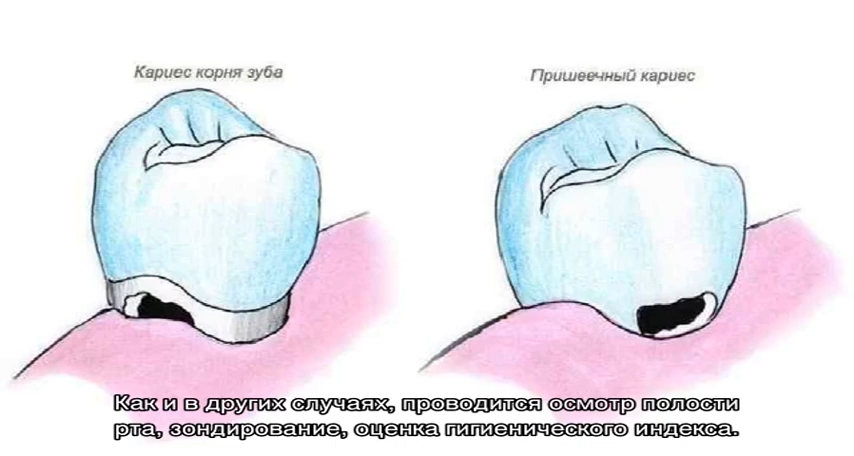 Кариес корня зуба
Пришеечный кариес
Как и в других случаях, проводится осмотр полости
рта, зондирование, оценка гигиенического индекса.